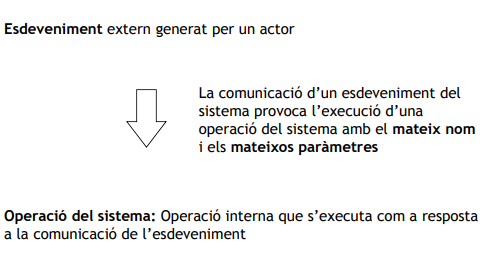 Esdeveniment extern generat per un actor
La comunicació d’un esdeveniment del
sistema provoca l’execució d’una
operació del sistema amb el mateix nom
i els mateixos paràmetres
Operació del sistema: Operació interna que s’executa com a resposta
a la comunicació de l’esdeveniment